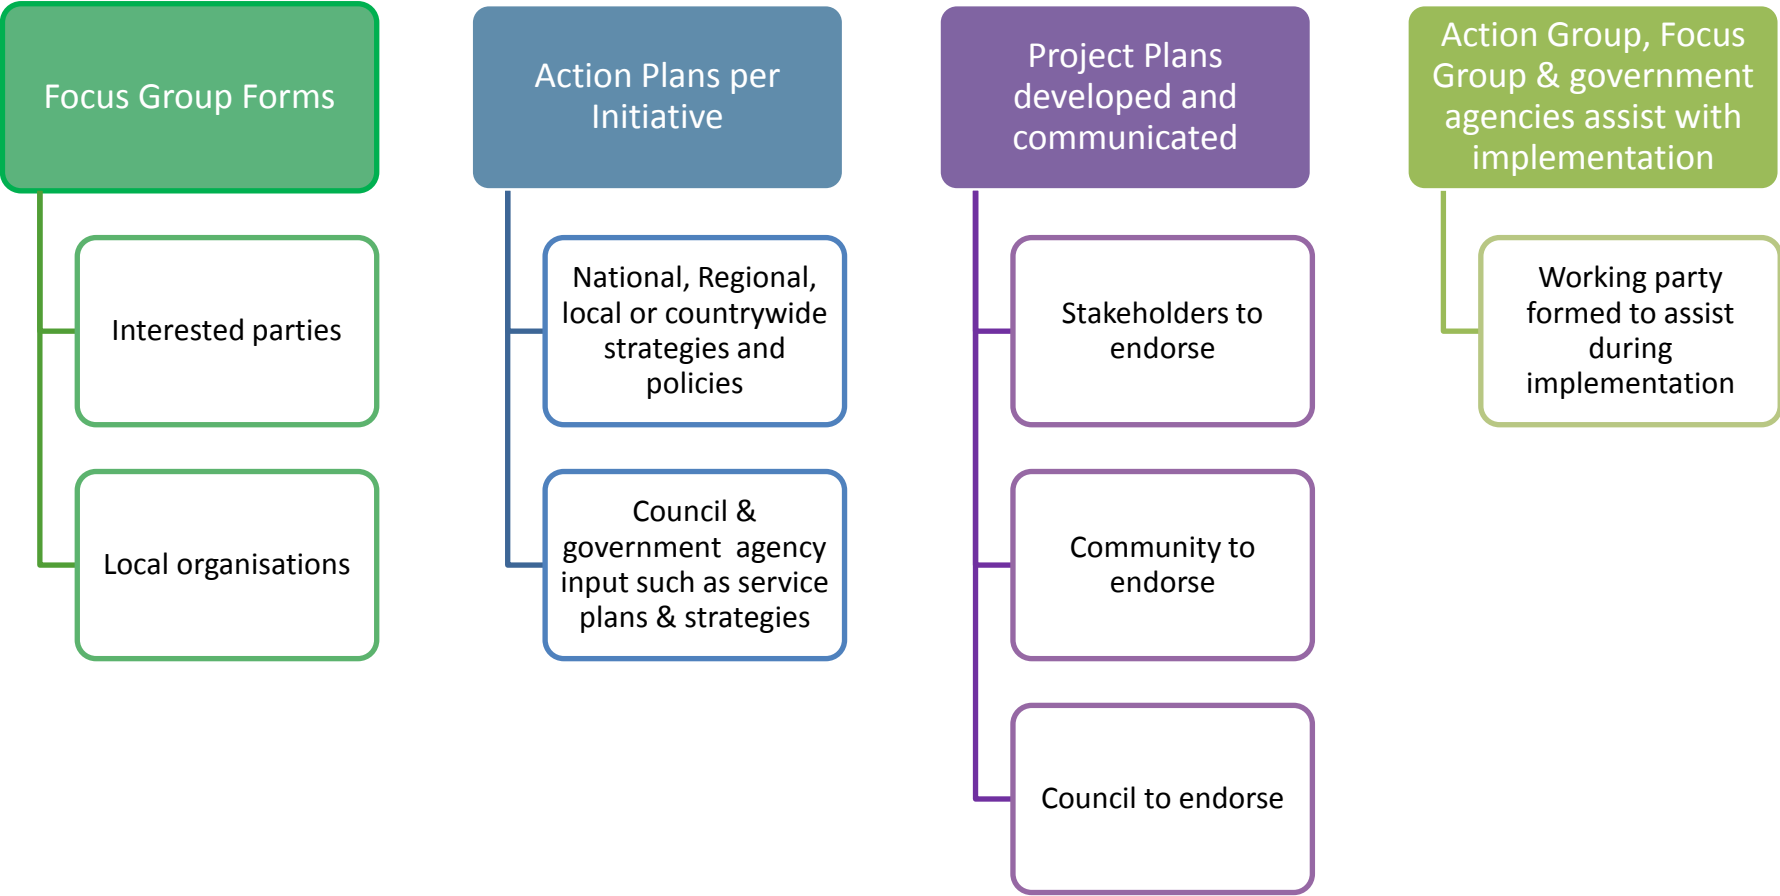 Focus Group Forms
Interested parties
Local organisations
Action Plans per
Initiative
National, Regional,
local or countrywide
strategies and
policies
Council &
government  agency
input such as service
plans & strategies
Project Plans
developed and
communicated
Stakeholders to
endorse
Community to
endorse
Council to endorse
Action Group, Focus
Group & government
agencies assist with
implementation
Working party
formed to assist
during
implementation